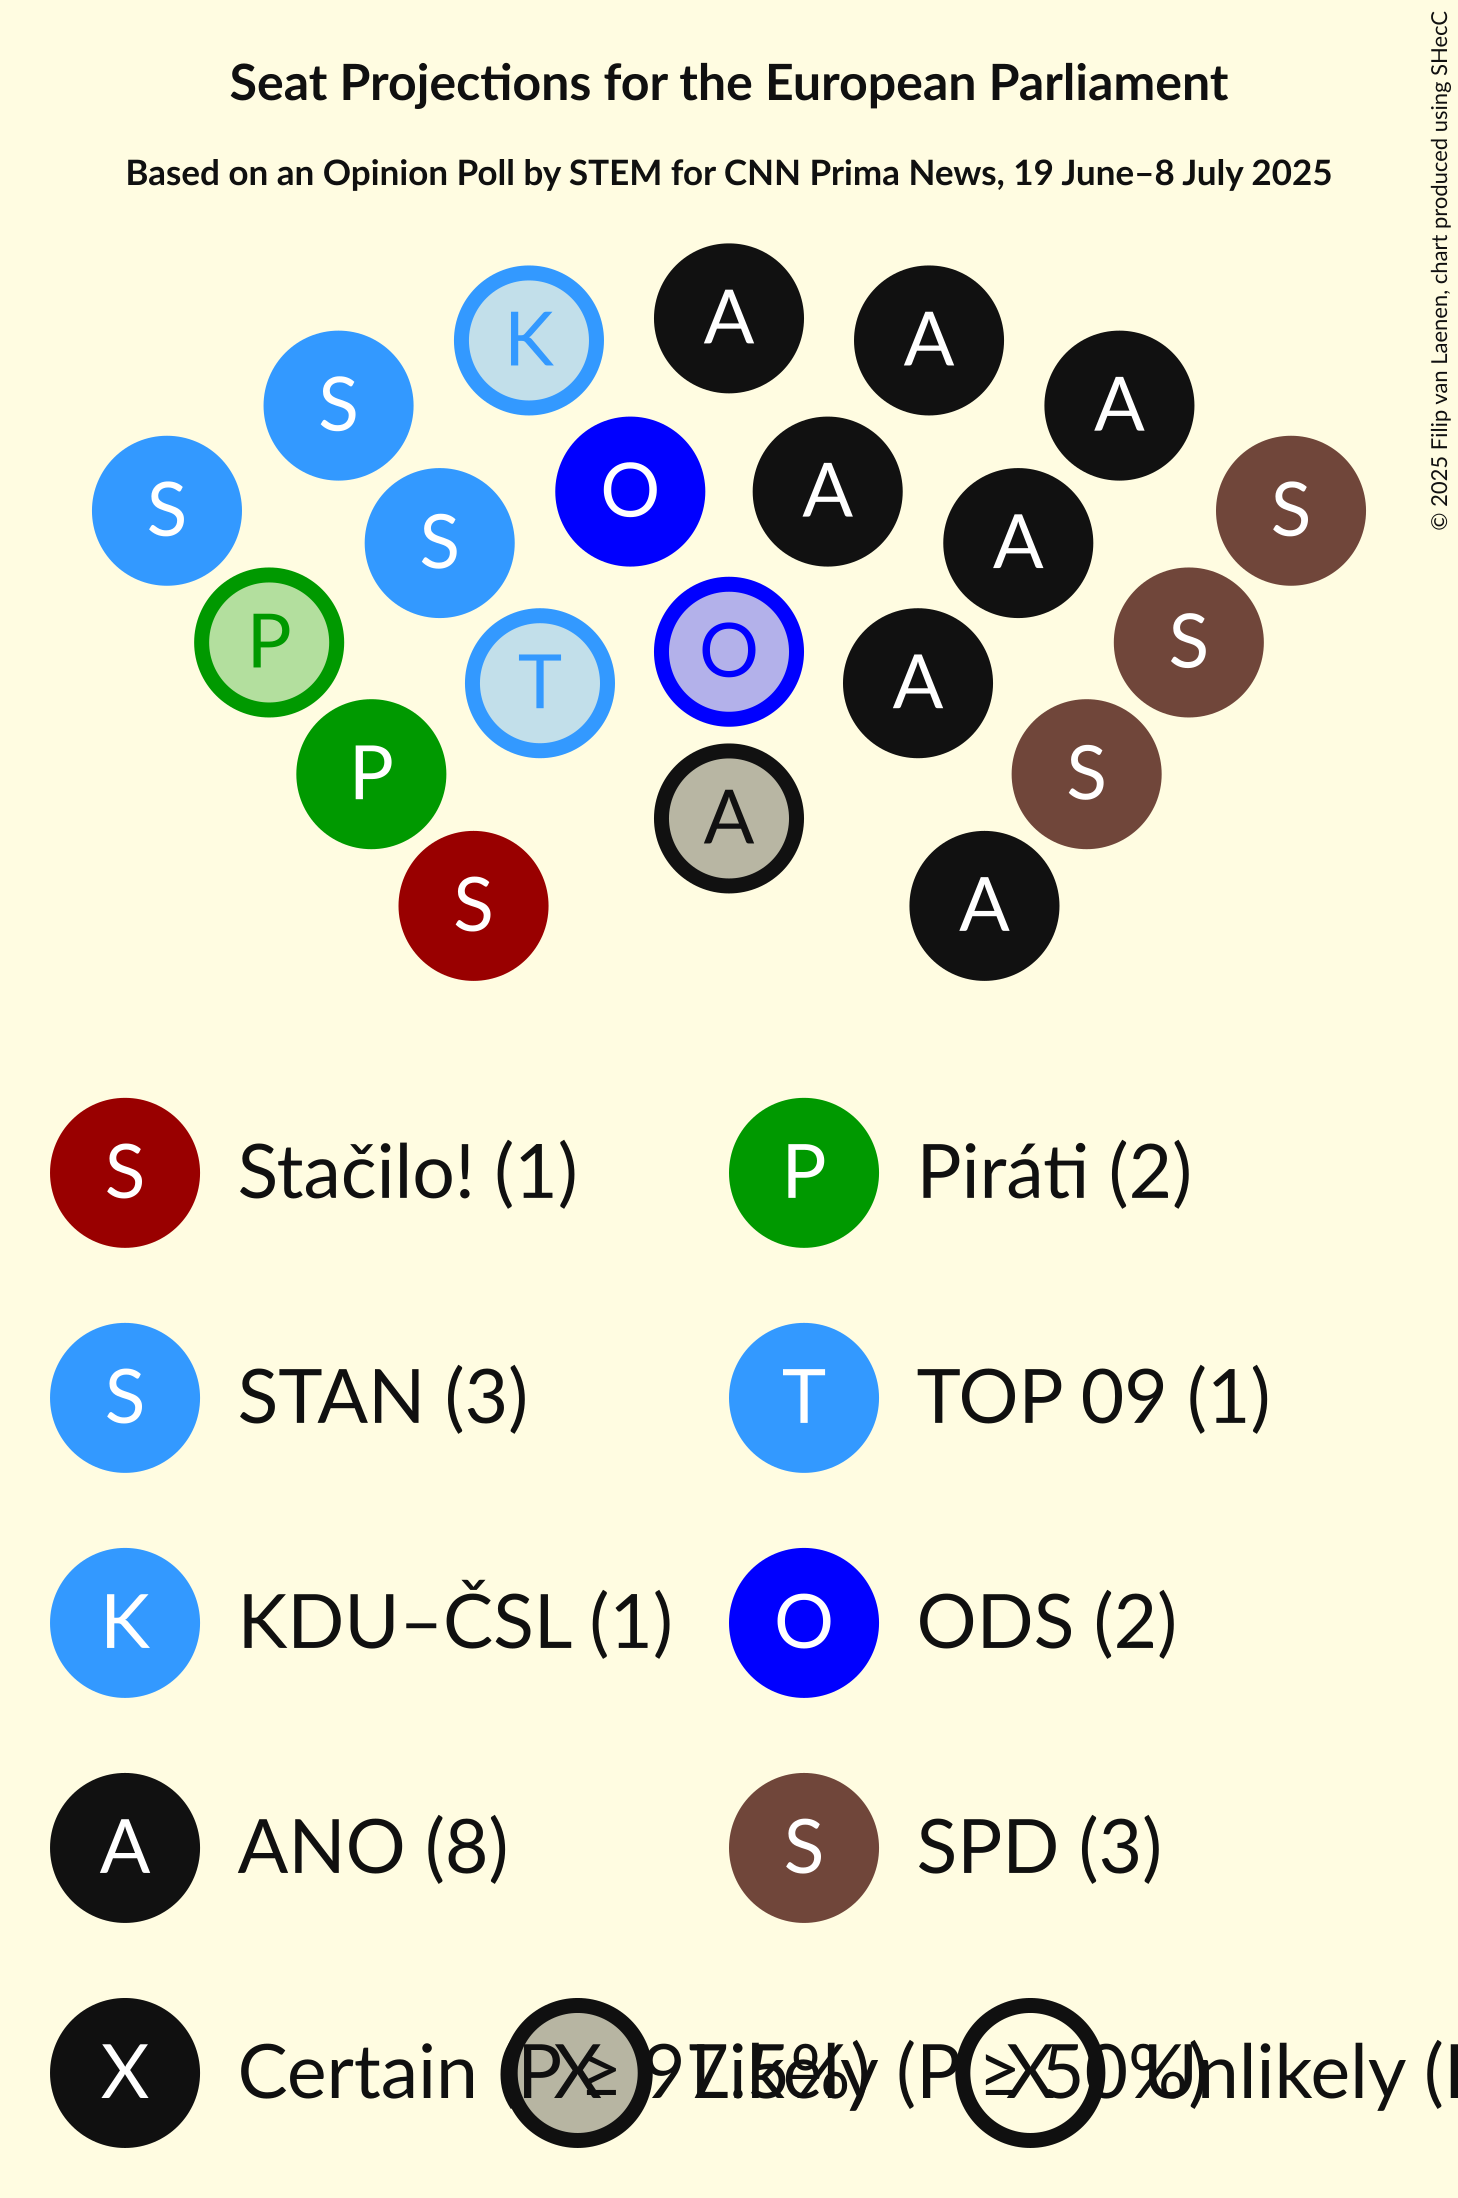 Seat Projections for the European Parliament
Based on an Opinion Poll by STEM for CNN Prima News, 19 June–8 July 2025
© 2025 Filip van Laenen, chart produced using SHecC
A
K A
A
S A
S O A S
S A
P T O A S
P A S
S A
S Stačilo! (1) P Piráti (2)
S STAN (3) T TOP 09 (1)
K KDU–ČSL (1) O ODS (2)
A ANO (8) S SPD (3)
X Certain (P ≥ 97.5%) X Likely (P ≥ 50%) X Unlikely (